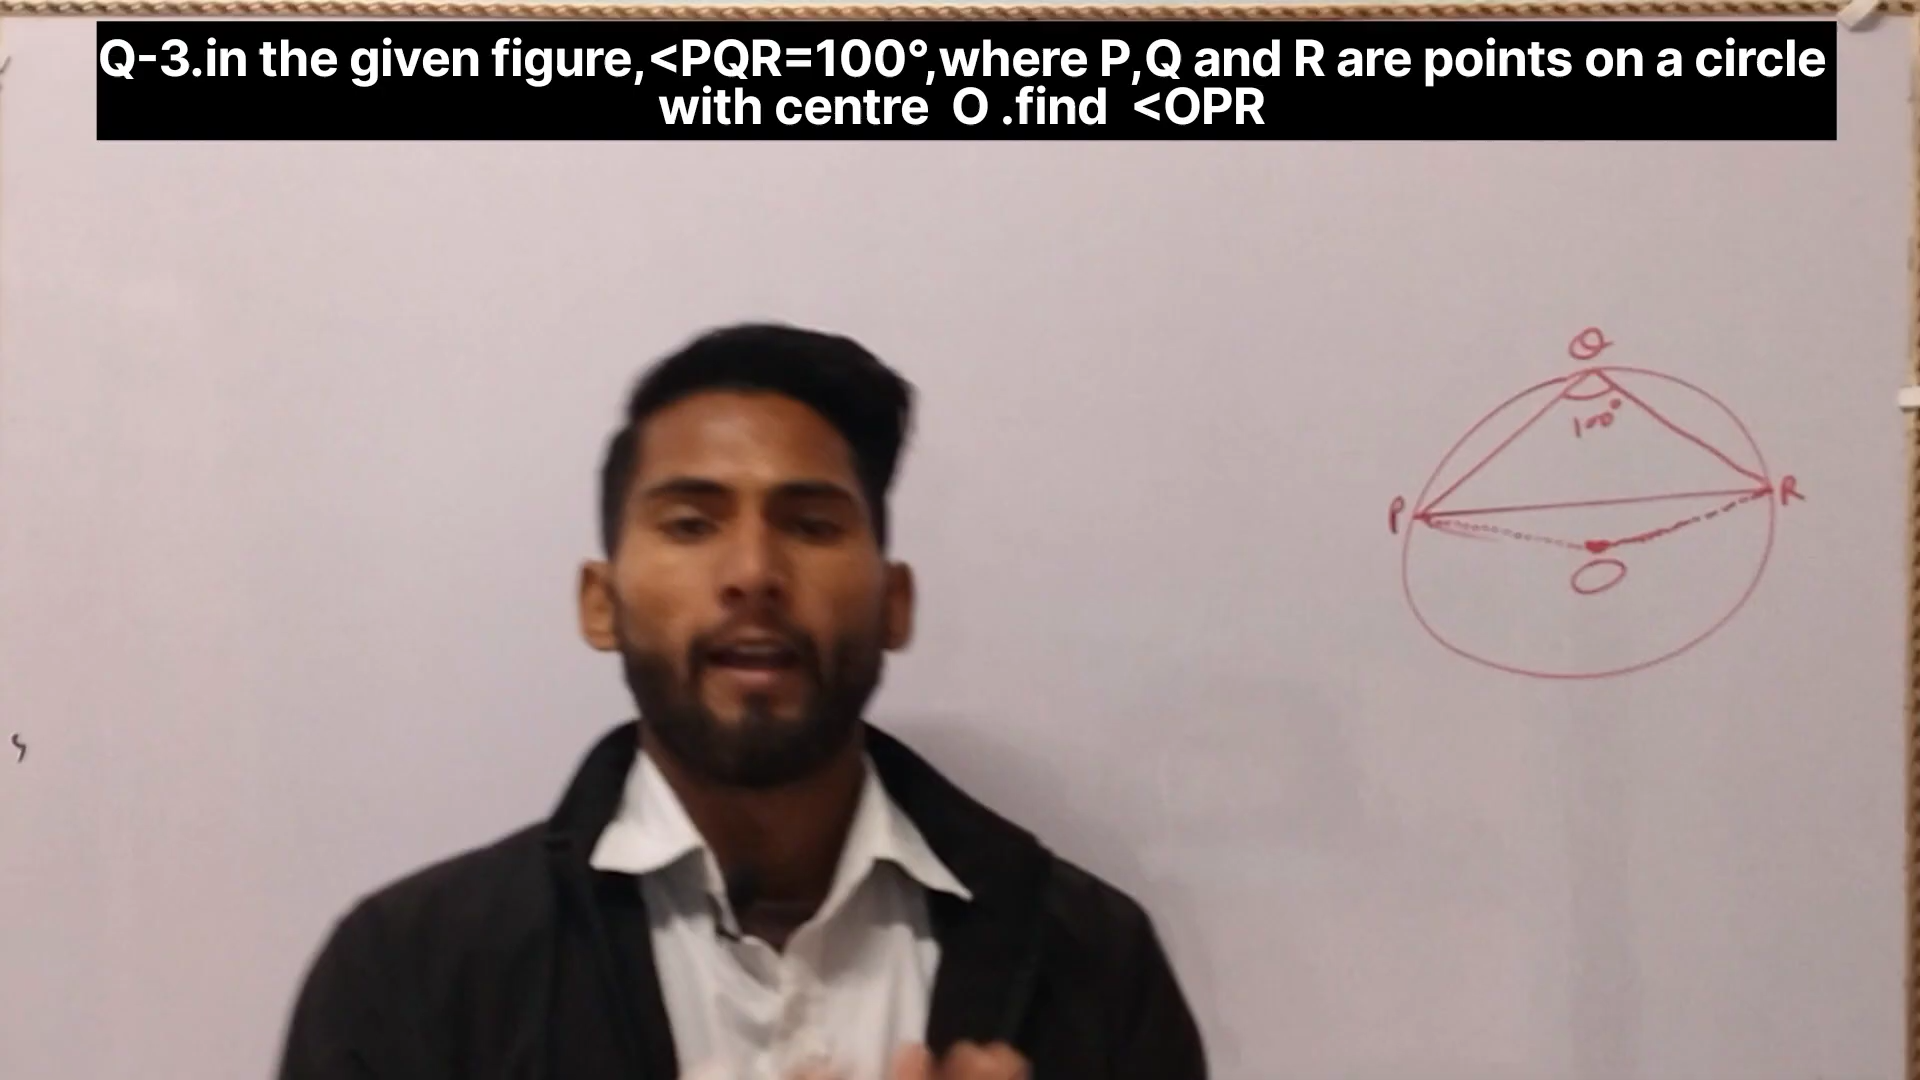 Q-3.in the given figure,<PQR=100°,where P,Q and R are points on a circle
with centre O .find <OPR
Q
100°
P
R
O